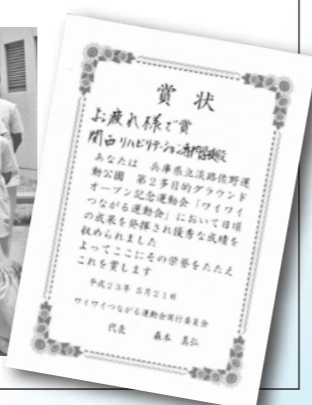 賞状
お疲れ様で賞
関西リハビリテーション専門学校殿
あなたは 兵庫県立淡路佐野運
動公園 第2多目的グラウンド
オープン記念運動会「ワイワイ
つながる運動会」において日頃
の成果を発揮され優秀な成績を
収められました
よってここにその栄誉をたたえ
これを賞します
平成23年 5月21日
ワイワイつながる運動会実行委員会
代表 森本 真弘